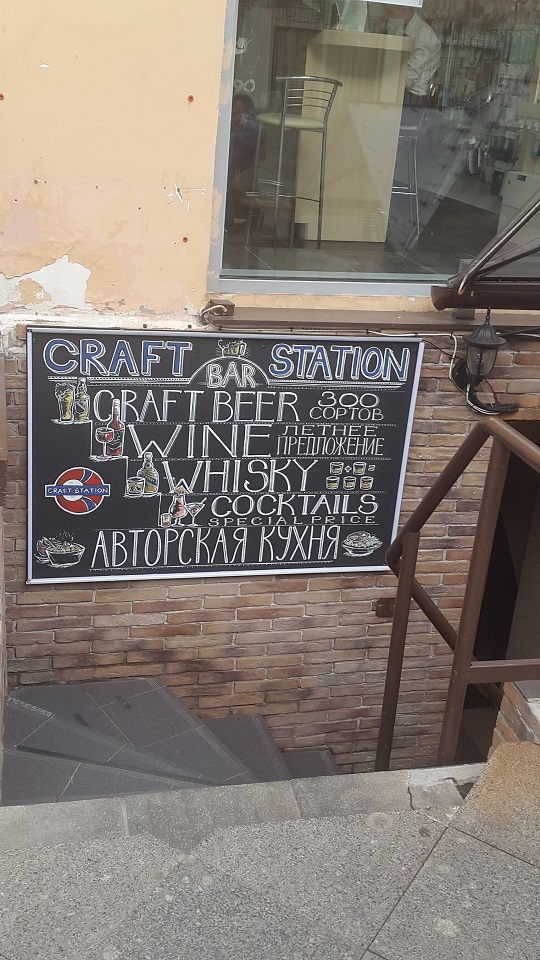 CRAFT BAR STATION
CRAFT BEER 300 СОРТОВ
WINE ЛЕТНЕЕ ПРЕДЛОЖЕНИЕ
WHISKY
CRAFT STATION
COCKTAILS
SPECIAL PRICE
АВТОРСКАЯ КУХНЯ